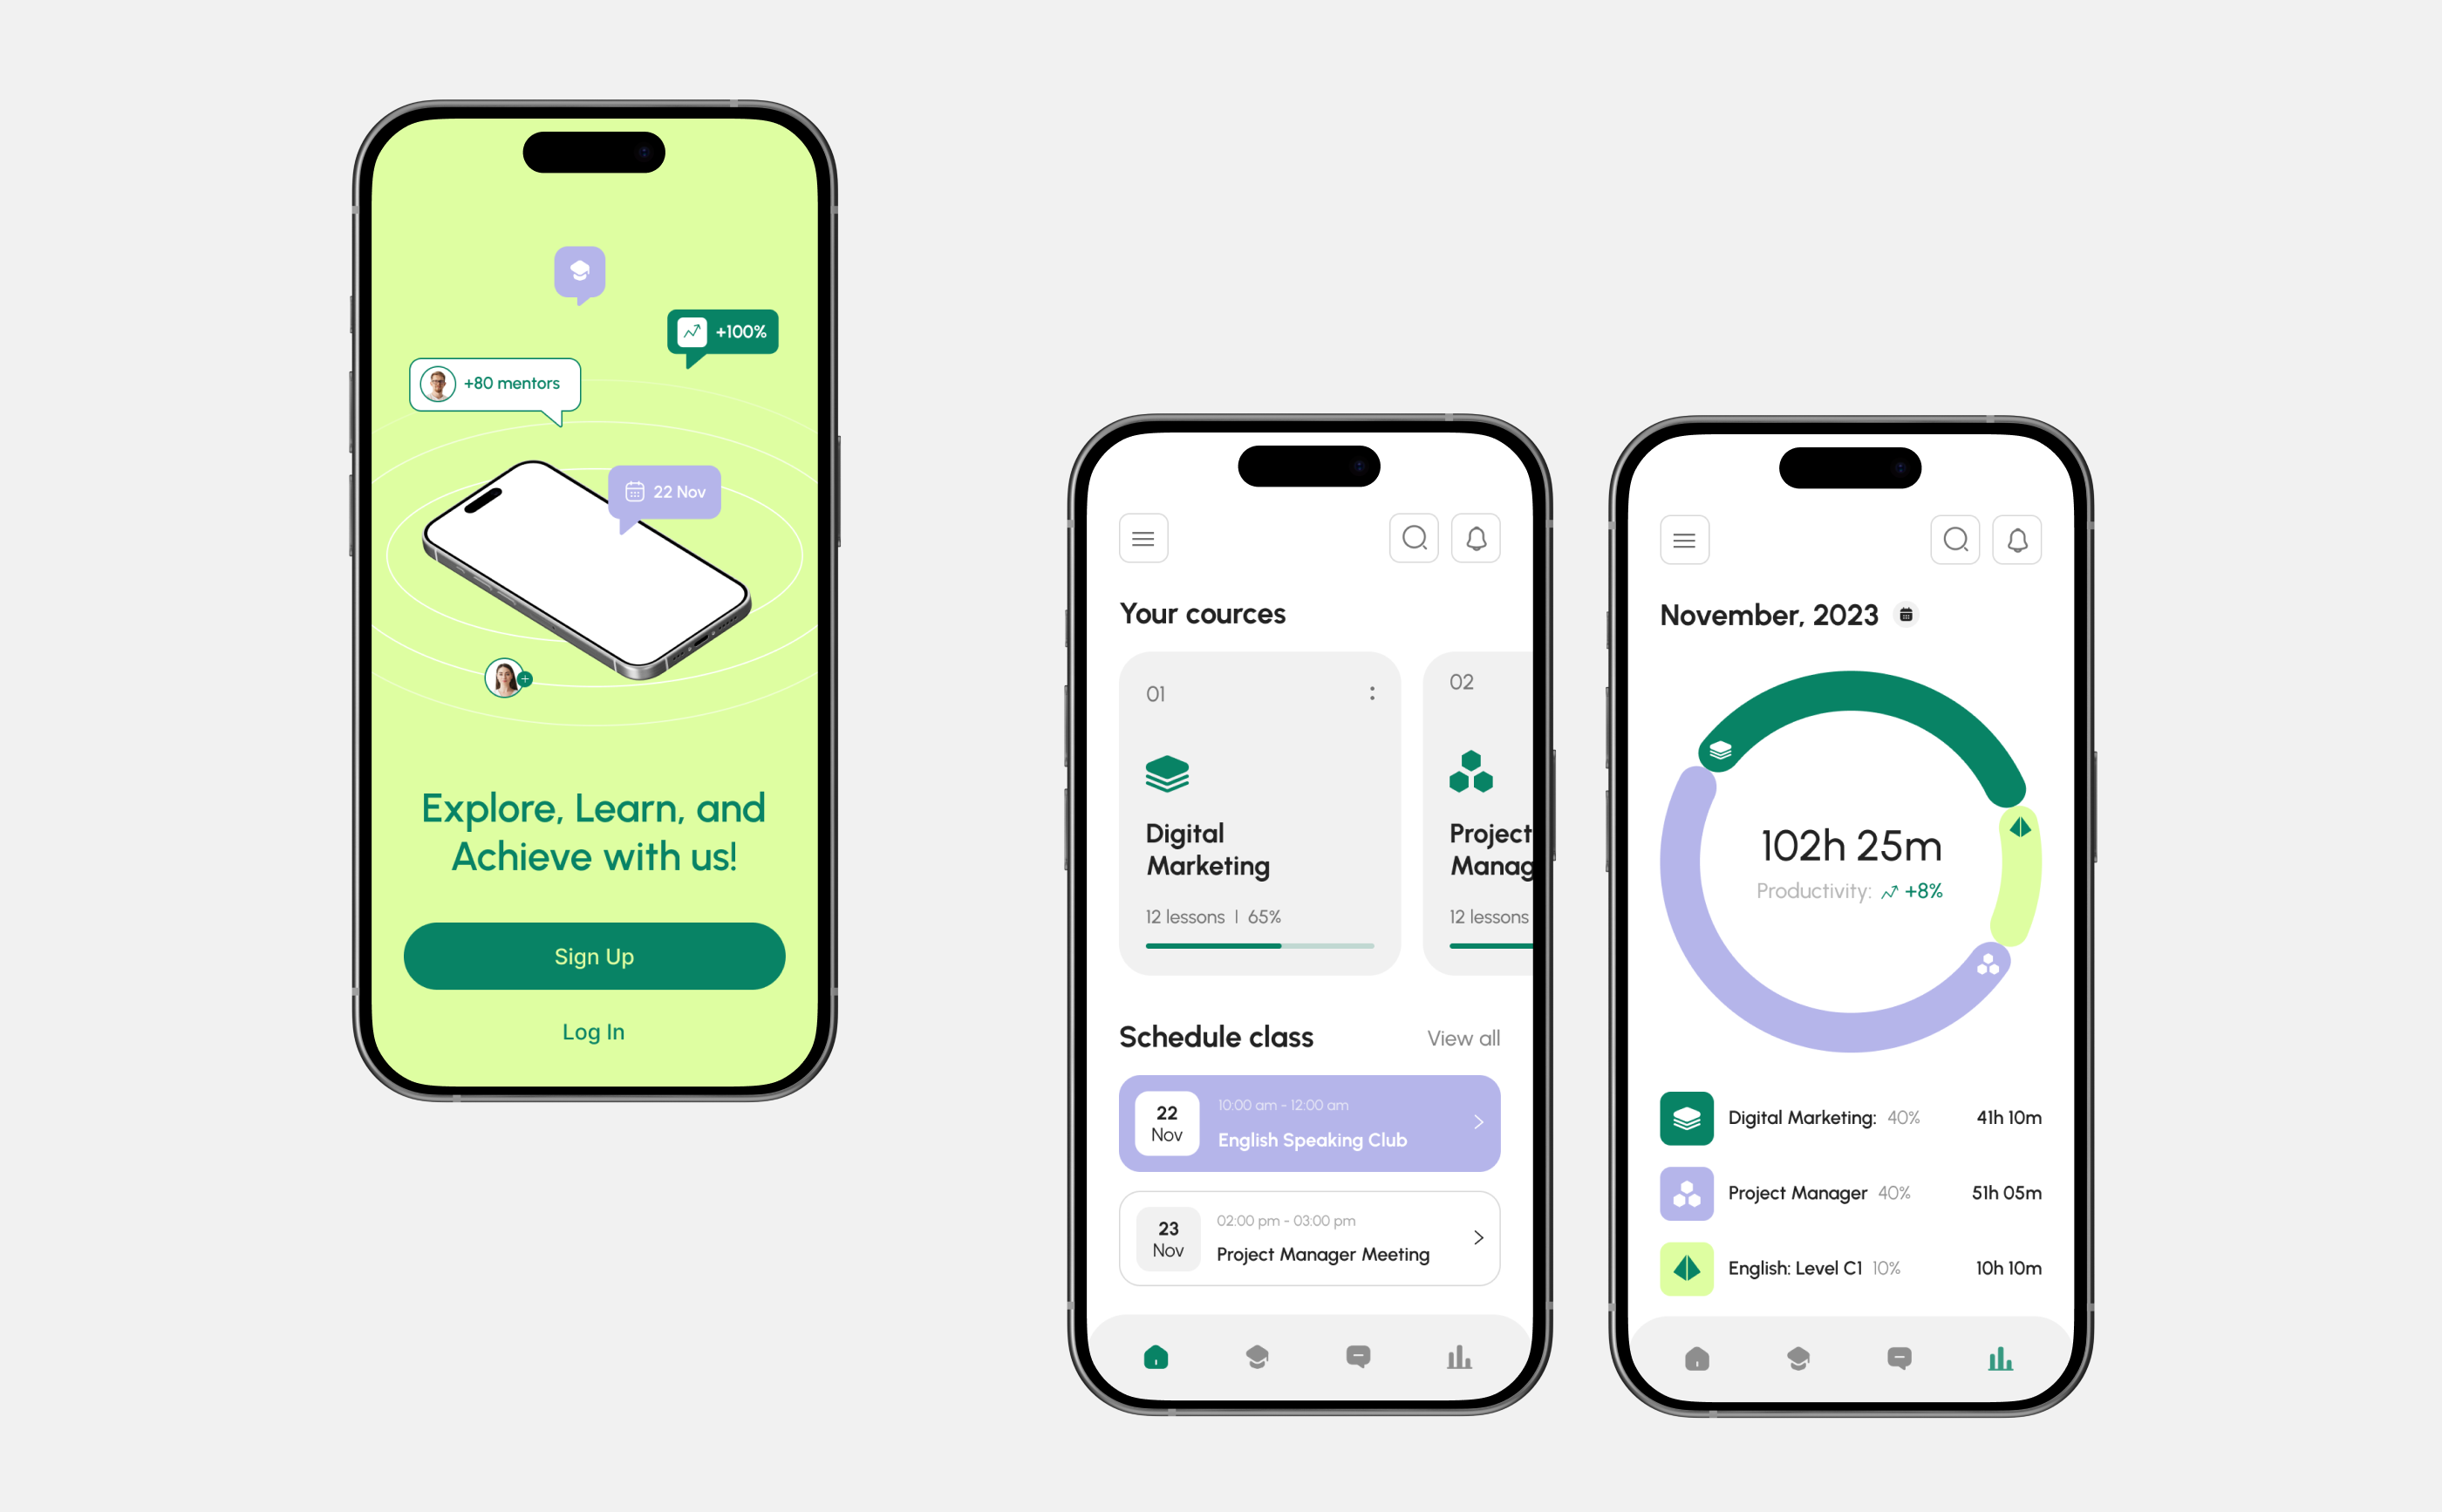 +100%
+80 mentors
22 Nov
Explore, Learn, and
Achieve with us!
Sign Up
Log In
Your cources
01
02
Digital
Marketing
Project
Manag
12 lessons | 65%
12 lessons
Schedule class
View all
22
Nov
10:00 am - 12:00 am
English Speaking Club
23
Nov
02:00 pm - 03:00 pm
Project Manager Meeting
November, 2023
102h 25m
Productivity: +8%
Digital Marketing: 40% 41h 10m
Project Manager 40% 51h 05m
English: Level C1 10% 10h 10m